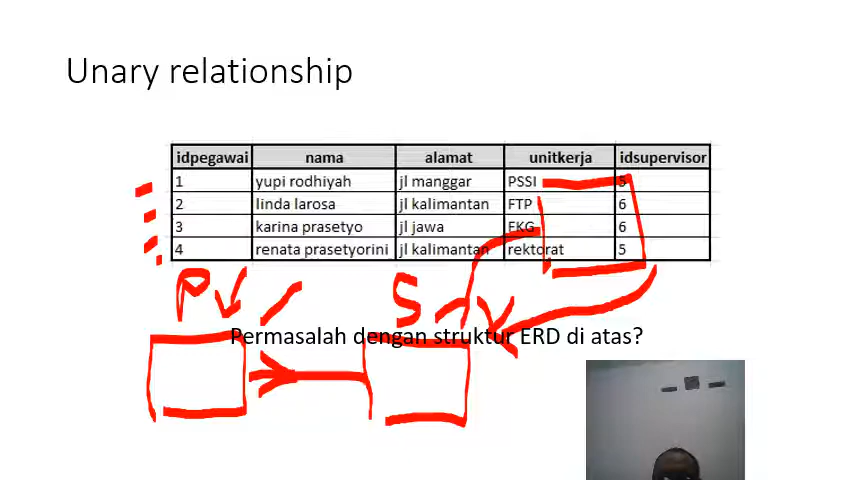 Unary relationship
idpegawai nama alamat unitkerja idsupervisor
1 yupi rodhiyah jl manggar PSSI 5
2 linda larosa jl kalimantan FTP 6
3 karina prasetyo jl jawa FKG 6
4 renata prasetyorini jl kalimantan rektorat 5
P S
Permasalah dengan struktur ERD di atas?